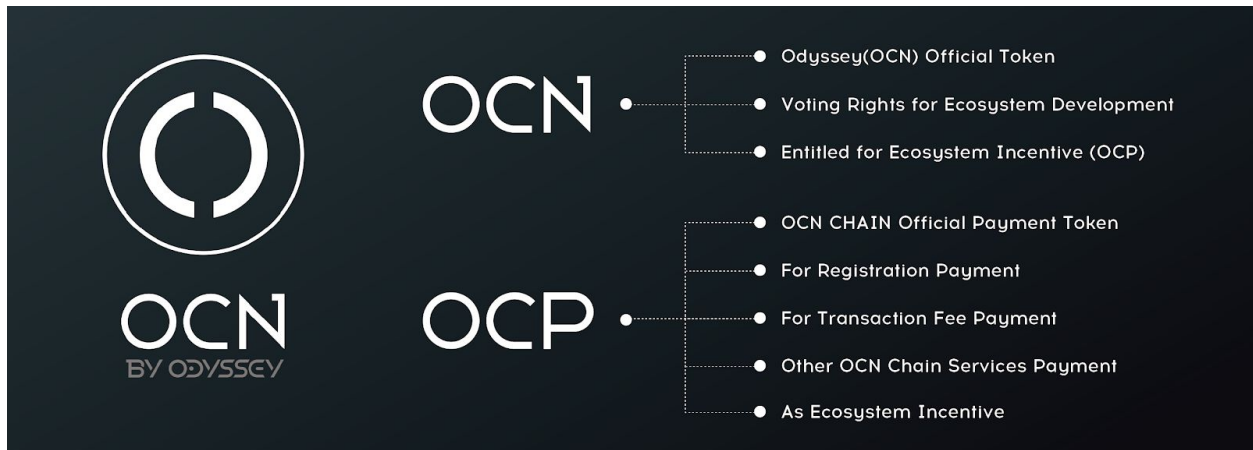 OCN
BY ODYSSEY
OCN
Odyssey(OCN) Official Token
Voting Rights for Ecosystem Development
Entitled for Ecosystem Incentive (OCP)
OCP
OCN CHAIN Official Payment Token
For Registration Payment
For Transaction Fee Payment
Other OCN Chain Services Payment
As Ecosystem Incentive